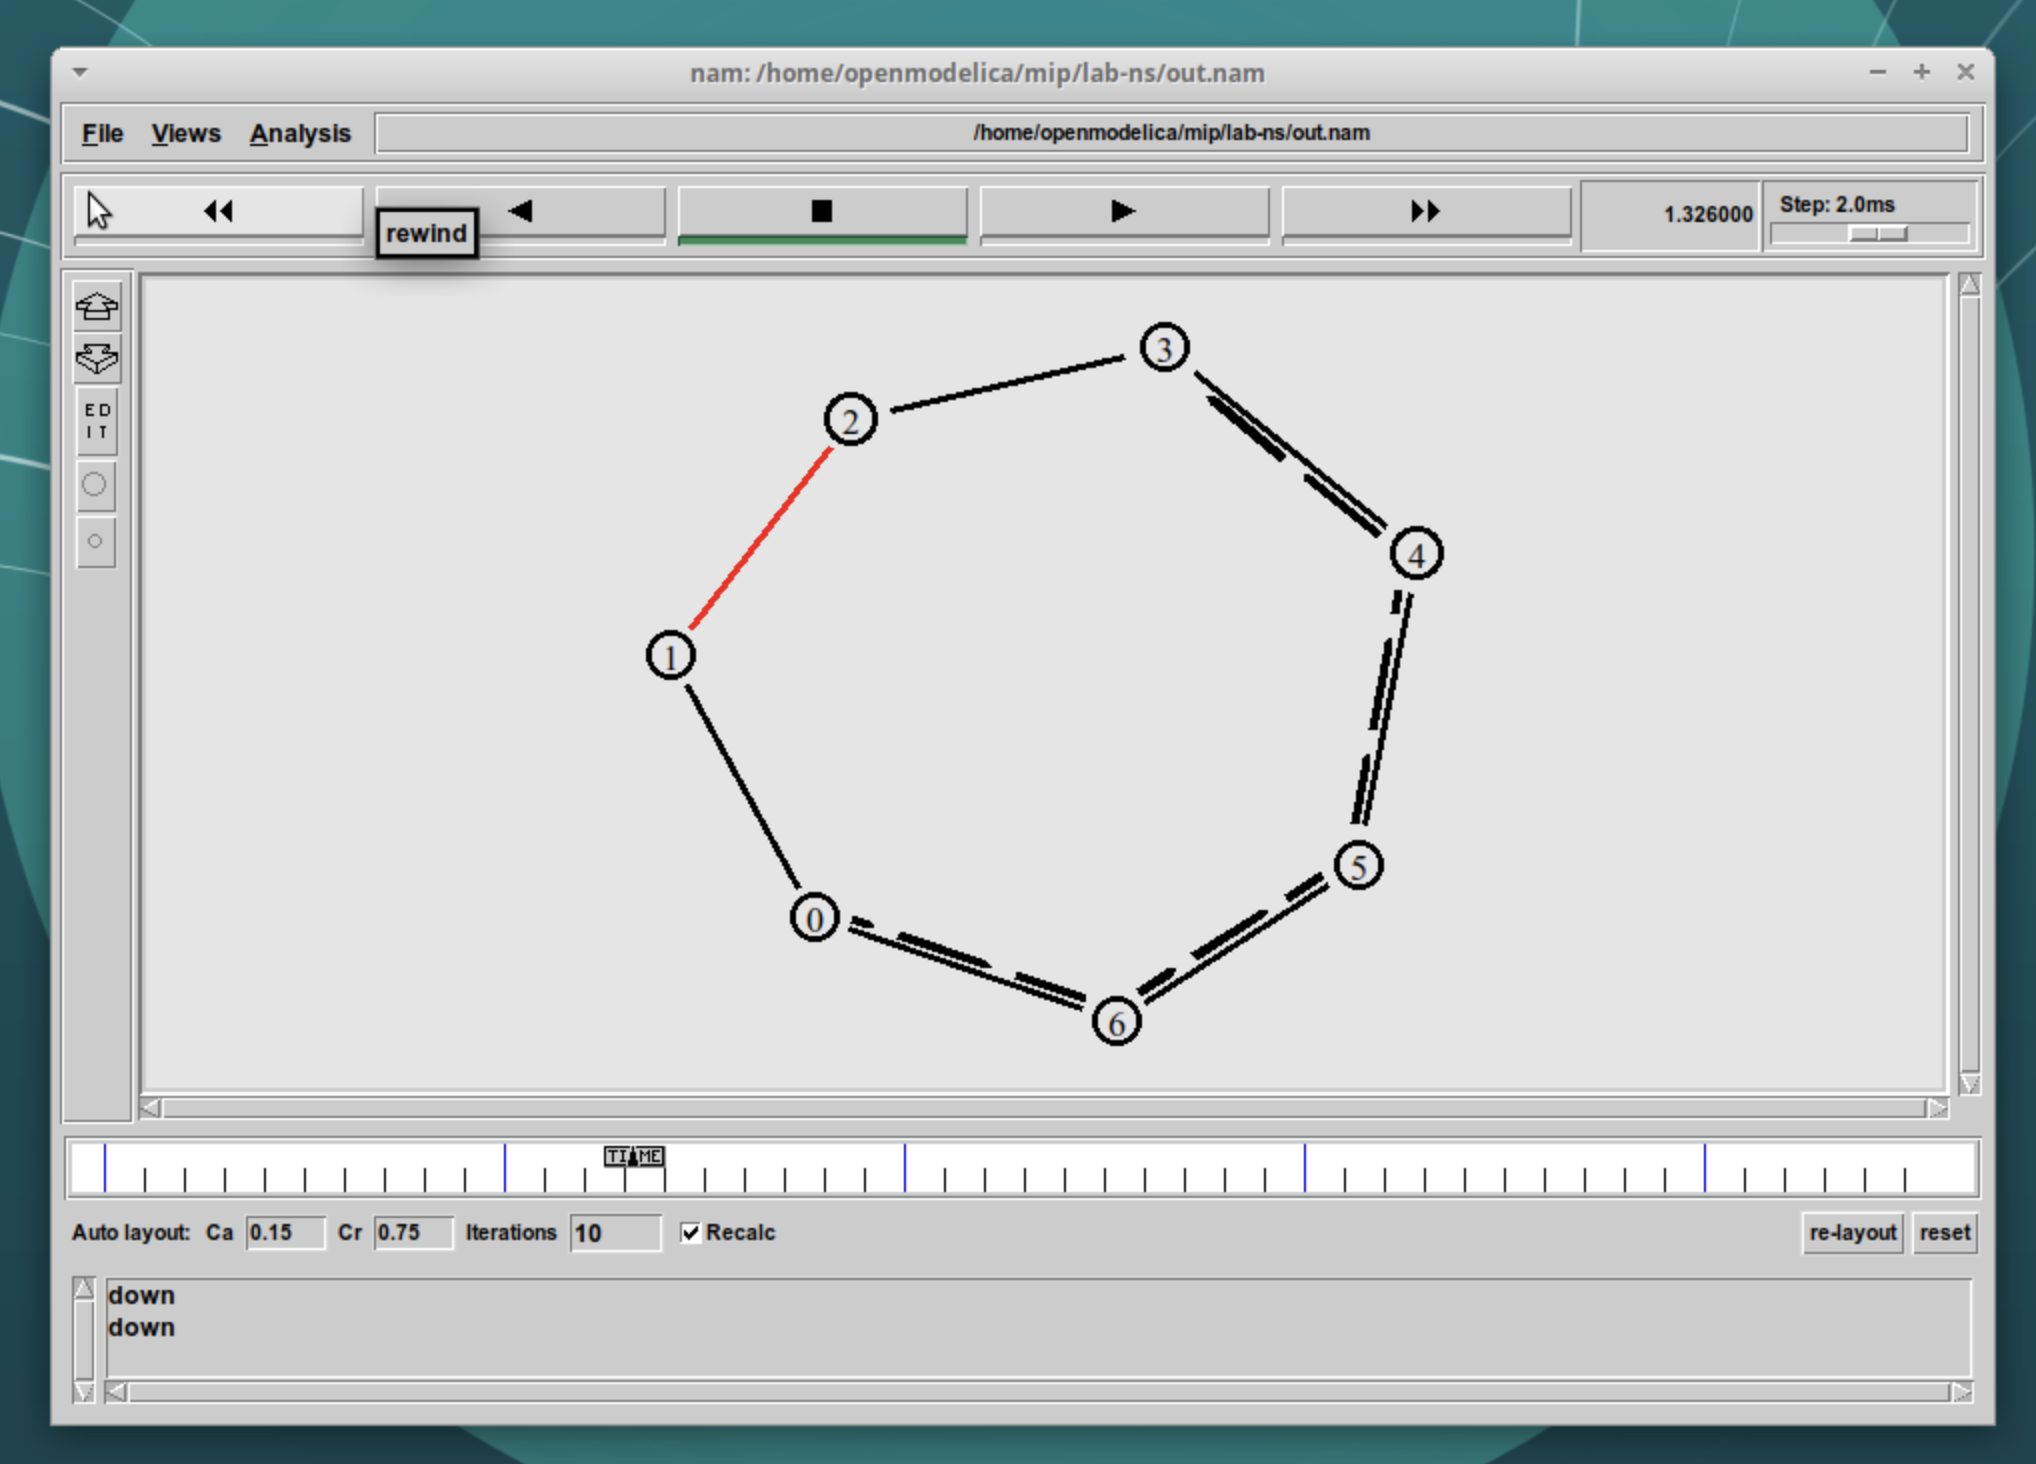 nam: /home/openmodelica/mip/lab-ns/out.nam
File Views Analysis /home/openmodelica/mip/lab-ns/out.nam
rewind
1.326000
Step: 2.0ms
ED
IT
3
2
4
1
5
0
6
TIME
Auto layout: Ca 0.15 Cr 0.75 Iterations 10 Recalc re-layout reset
down
down